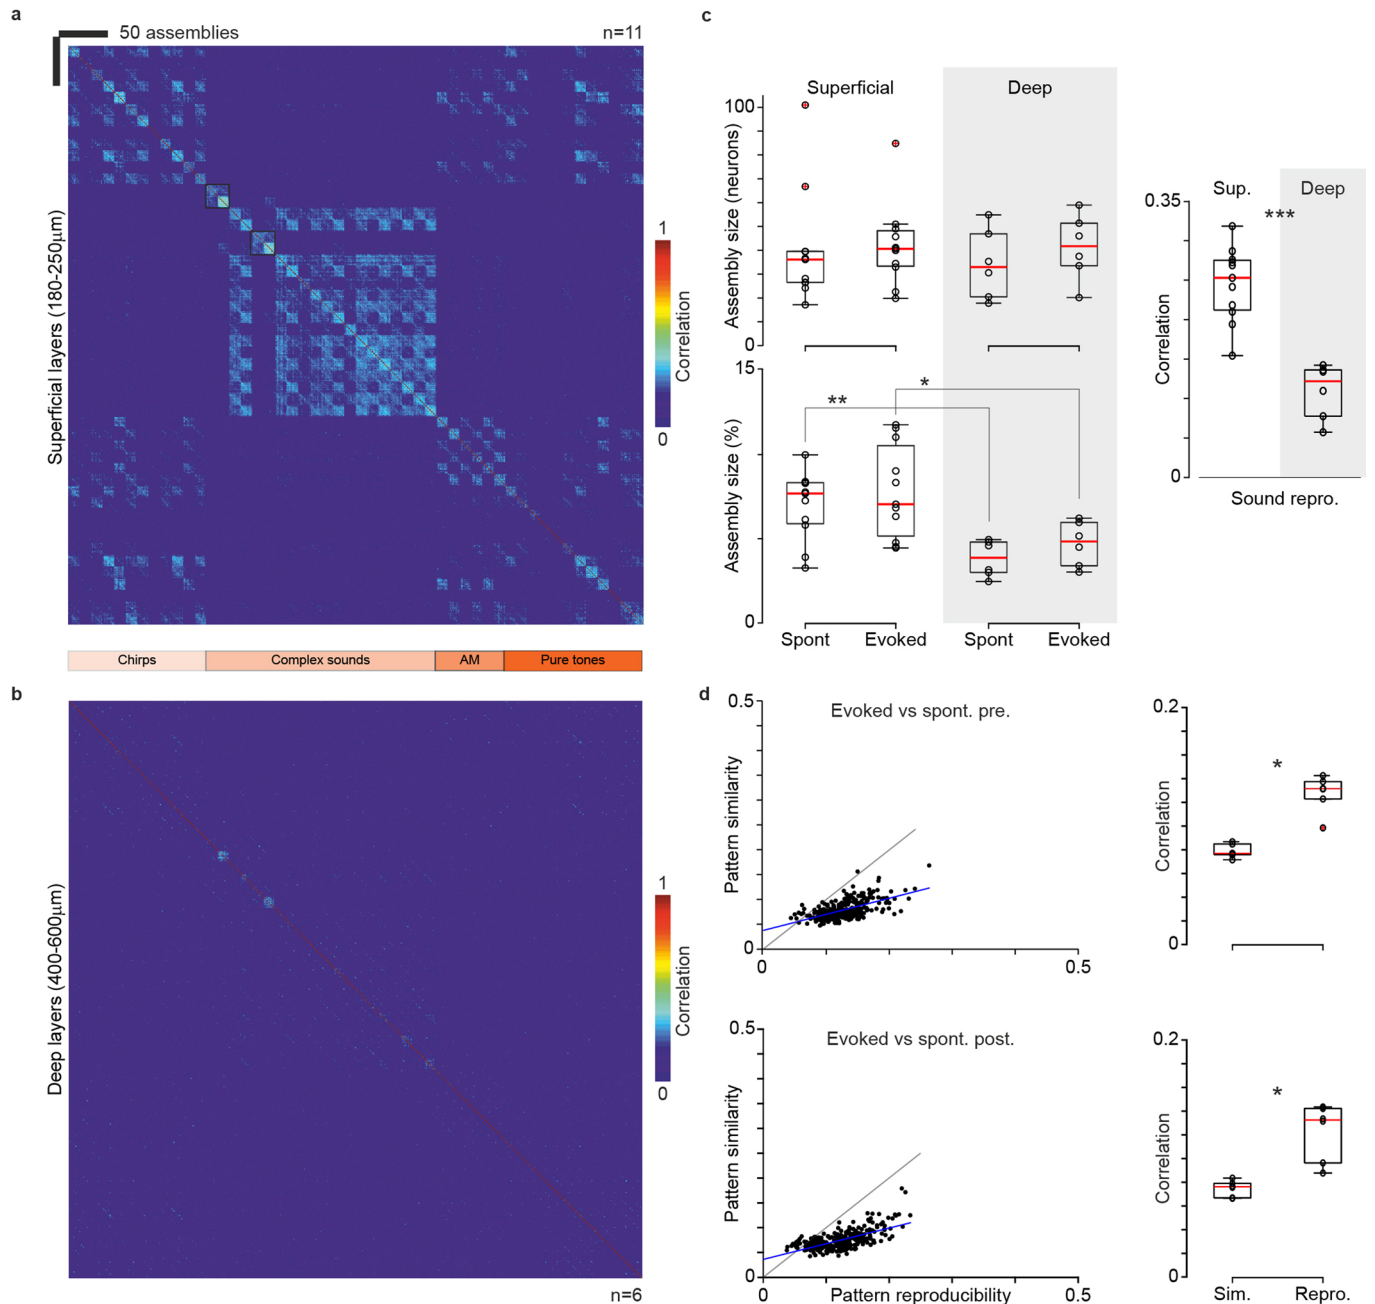 a
50 assemblies
n=11
Superficial layers (180-250µm)
1
Correlation
0
Chirps
Complex sounds
AM
Pure tones
b
Deep layers (400-600µm)
1
Correlation
0
n=6
c
Superficial
Deep
100
Assembly size (neurons)
0
15
**
*
Assembly size (%)
0
Spont
Evoked
Spont
Evoked
Sup.
Deep
0.35
***
Correlation
0
Sound repro.
d
0.5
Evoked vs spont. pre.
Pattern similarity
0
0
0.5
0.2
*
Correlation
0
0.5
Evoked vs spont. post.
Pattern similarity
0
0
Pattern reproducibility
0.5
0.2
*
Correlation
0
Sim.
Repro.